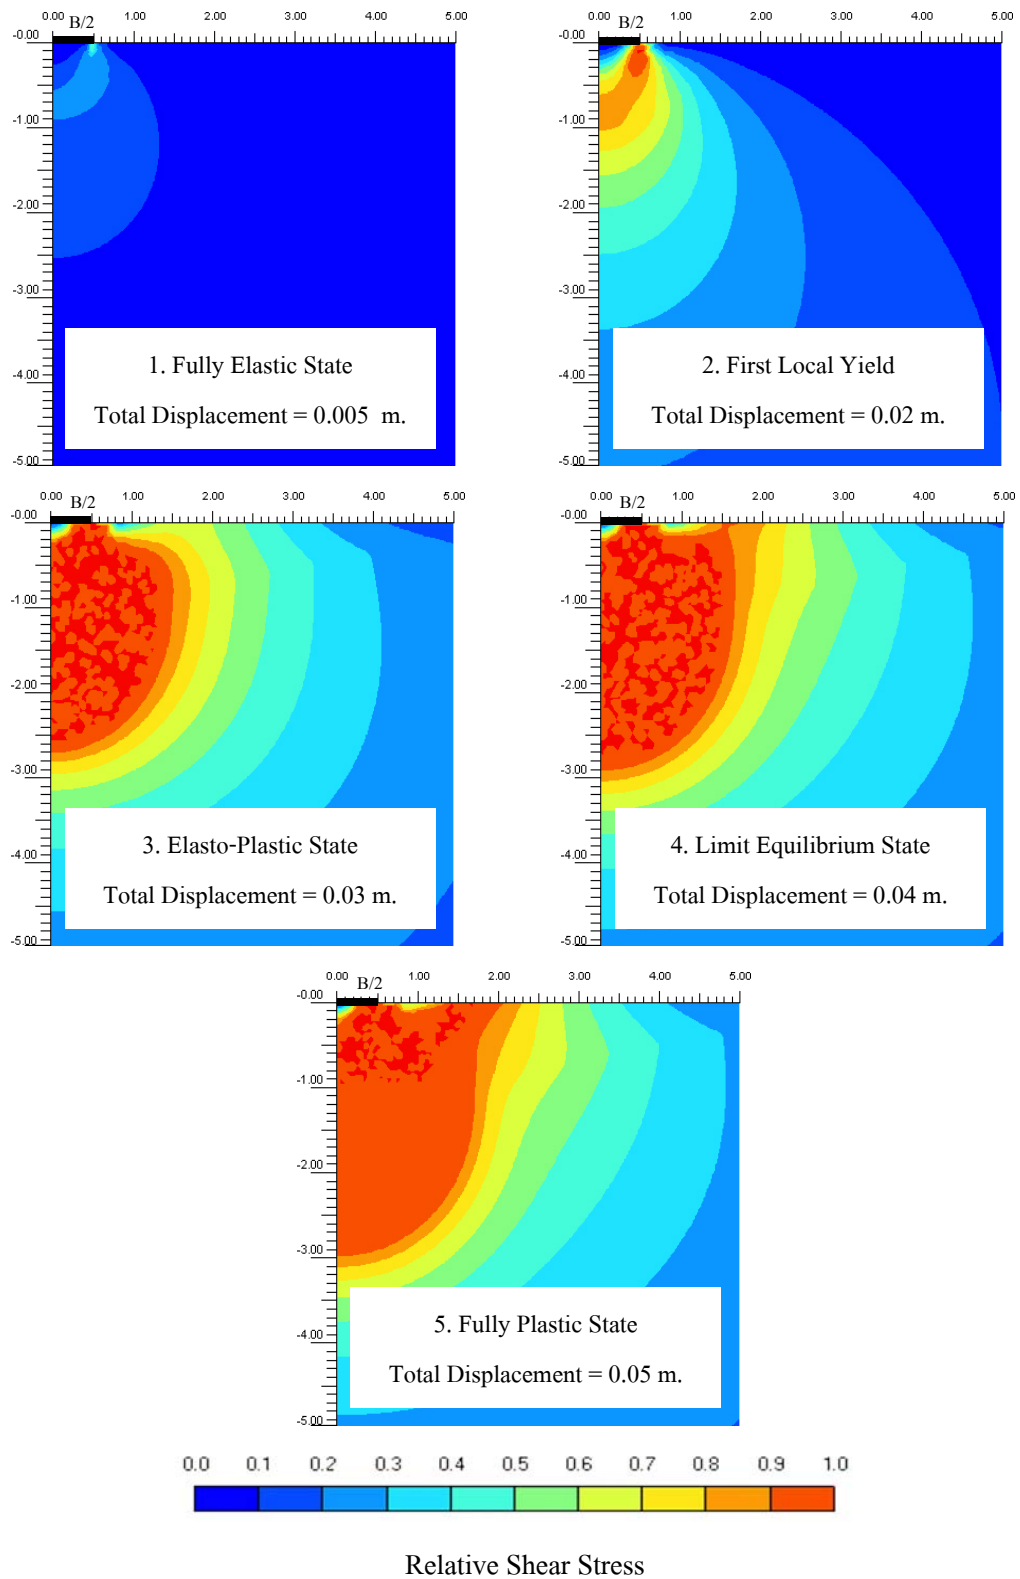 0.00 B/2 1.00 2.00 3.00 4.00 5.00
-0.00
-1.00
-2.00
-3.00
-4.00
-5.00
1. Fully Elastic State
Total Displacement = 0.005 m.
0.00 B/2 1.00 2.00 3.00 4.00 5.00
-0.00
-1.00
-2.00
-3.00
-4.00
-5.00
2. First Local Yield
Total Displacement = 0.02 m.
0.00 B/2 1.00 2.00 3.00 4.00 5.00
-0.00
-1.00
-2.00
-3.00
-4.00
-5.00
3. Elasto-Plastic State
Total Displacement = 0.03 m.
0.00 B/2 1.00 2.00 3.00 4.00 5.00
-0.00
-1.00
-2.00
-3.00
-4.00
-5.00
4. Limit Equilibrium State
Total Displacement = 0.04 m.
0.00 B/2 1.00 2.00 3.00 4.00 5.00
-0.00
-1.00
-2.00
-3.00
-4.00
-5.00
5. Fully Plastic State
Total Displacement = 0.05 m.
0.0 0.1 0.2 0.3 0.4 0.5 0.6 0.7 0.8 0.9 1.0
Relative Shear Stress